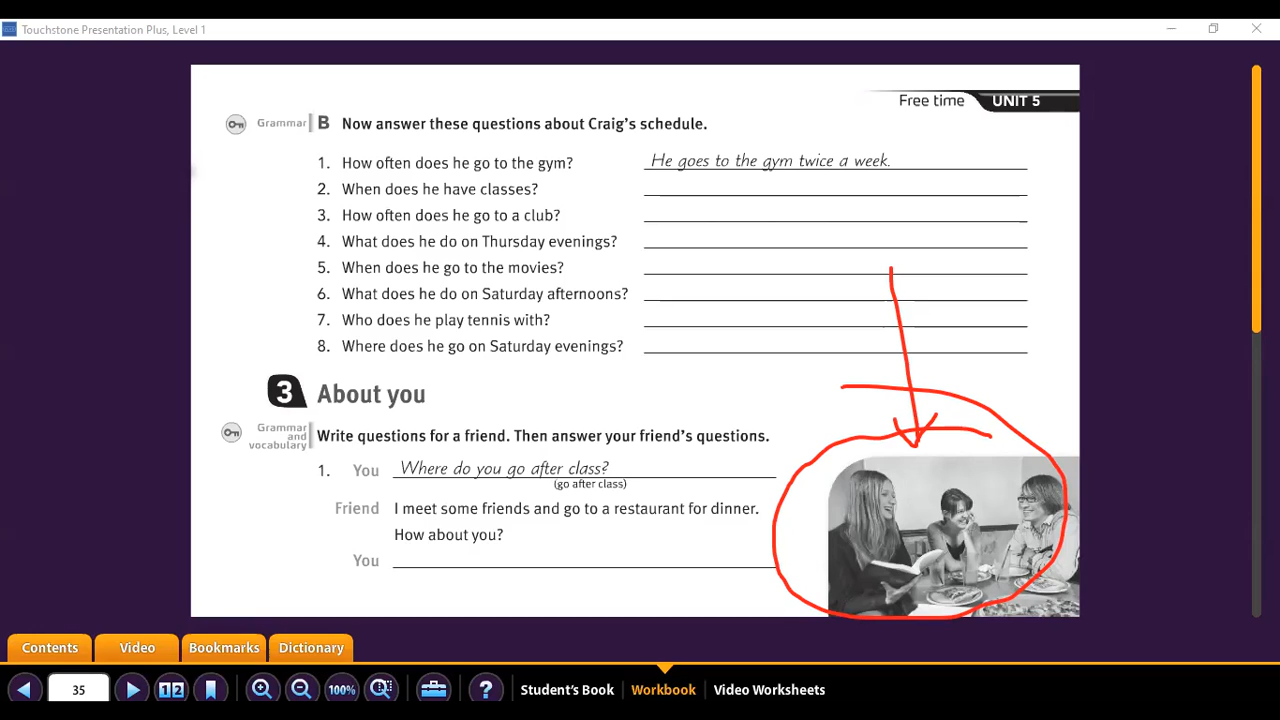 Touchstone Presentation Plus, Level 1
Free time UNIT 5
Grammar B Now answer these questions about Craig's schedule.
1. How often does he go to the gym? He goes to the gym twice a week.
2. When does he have classes?
3. How often does he go to a club?
4. What does he do on Thursday evenings?
5. When does he go to the movies?
6. What does he do on Saturday afternoons?
7. Who does he play tennis with?
8. Where does he go on Saturday evenings?
3 About you
Grammar and vocabulary
Write questions for a friend. Then answer your friend's questions.
1. You Where do you go after class?
(go after class)
Friend I meet some friends and go to a restaurant for dinner.
How about you?
You
Contents Video Bookmarks Dictionary
35 12 100% ? Student's Book Workbook Video Worksheets